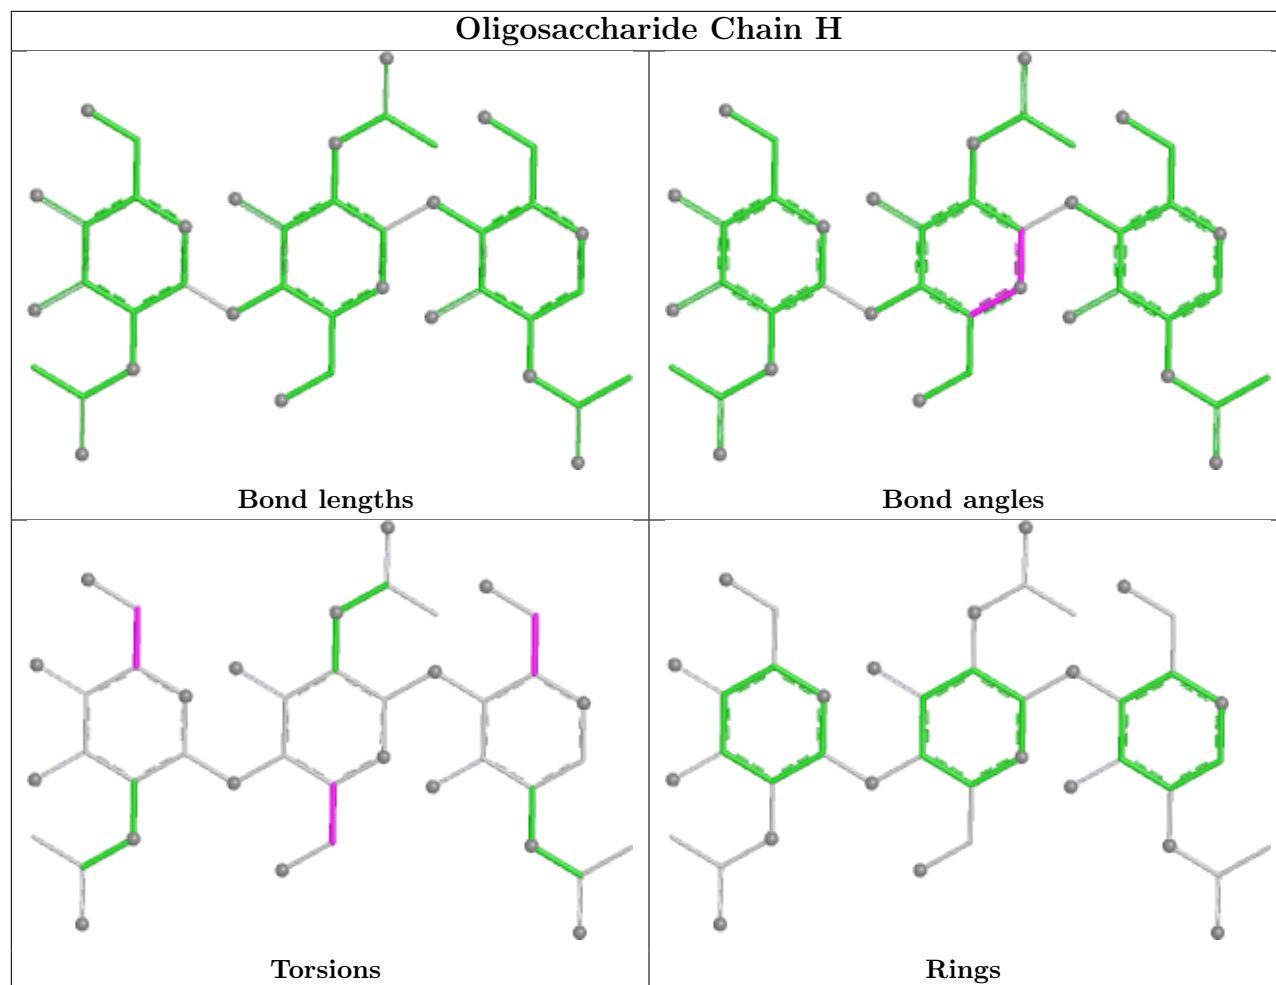 Oligosaccharide Chain H
Bond lengths
Bond angles
Torsions
Rings